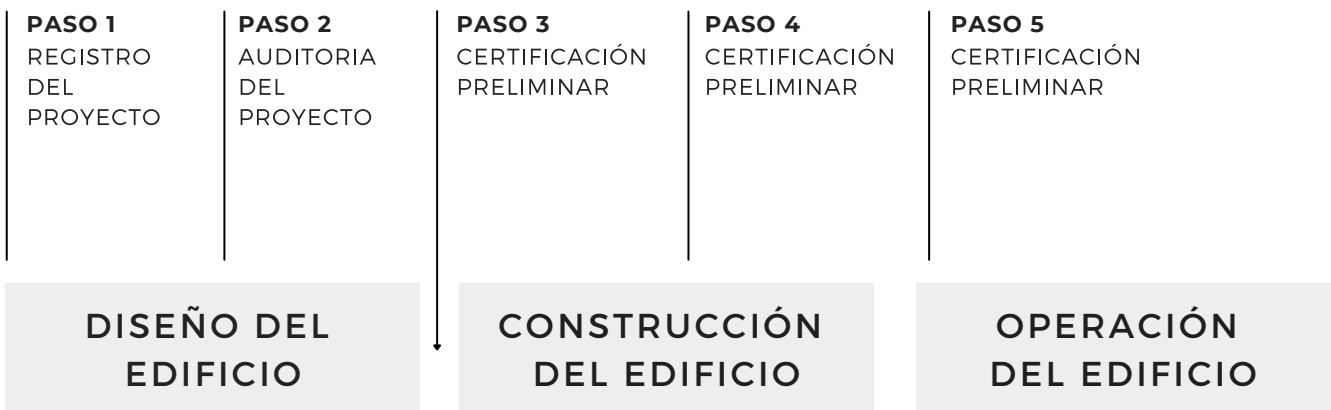 PASO 1
REGISTRO
DEL
PROYECTO
PASO 2
AUDITORIA
DEL
PROYECTO
PASO 3
CERTIFICACIÓN
PRELIMINAR
PASO 4
CERTIFICACIÓN
PRELIMINAR
PASO 5
CERTIFICACIÓN
PRELIMINAR
DISEÑO DEL
EDIFICIO
CONSTRUCCIÓN
DEL EDIFICIO
OPERACIÓN
DEL EDIFICIO